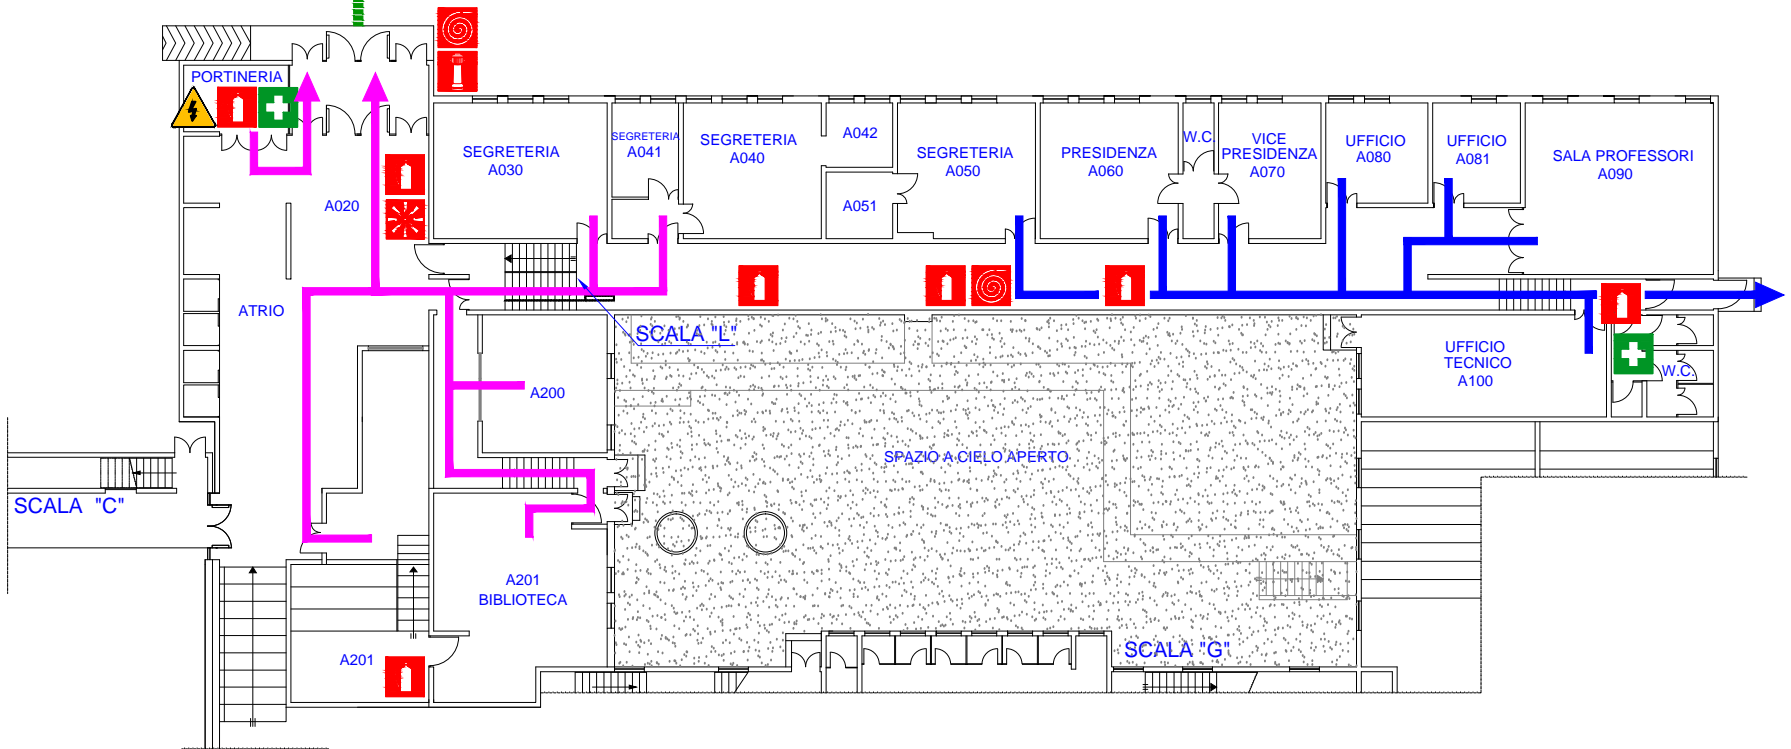 PORTINERIA
SEGRETERIA
A030
SEGRETERIA
A041
SEGRETERIA
A040
A042
A051
SEGRETERIA
A050
PRESIDENZA
A060
W.C.
VICE
PRESIDENZA
A070
UFFICIO
A080
UFFICIO
A081
SALA PROFESSORI
A090
A020
ATRIO
SCALA "L"
A200
UFFICIO
TECNICO
A100
W.C.
SPAZIO A CIELO APERTO
SCALA "C"
A201
BIBLIOTECA
A201
SCALA "G"